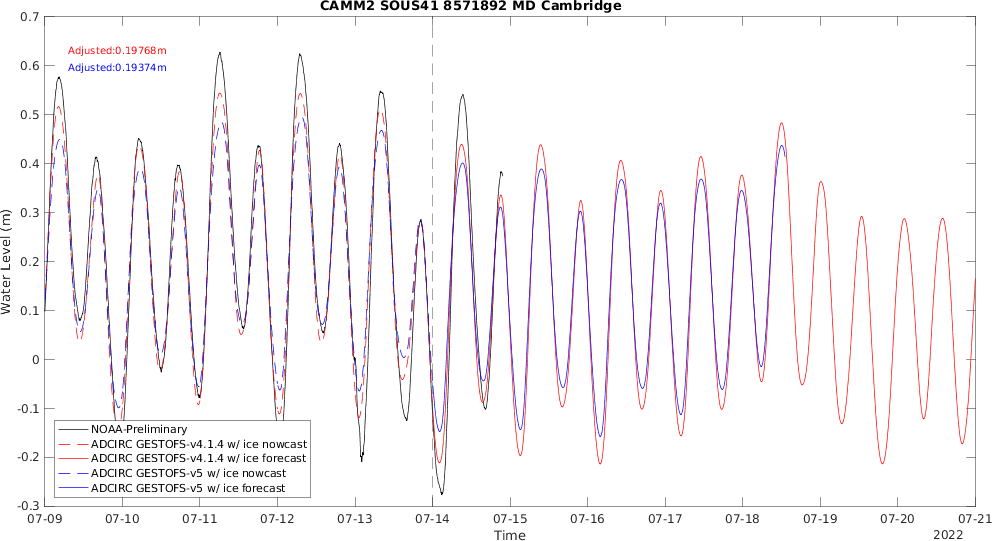 CAMM2 SOUS41 8571892 MD Cambridge
0.7
0.6
0.5
0.4
0.3
0.2
0.1
0
-0.1
-0.2
-0.3
Water Level (m)
Adjusted:0.19768m
Adjusted:0.19374m
NOAA-Preliminary
ADCIRC GESTOFS-v4.1.4 w/ ice nowcast
ADCIRC GESTOFS-v4.1.4 w/ ice forecast
ADCIRC GESTOFS-v5 w/ ice nowcast
ADCIRC GESTOFS-v5 w/ ice forecast
07-09 07-10 07-11 07-12 07-13 07-14 07-15 07-16 07-17 07-18 07-19 07-20 07-21
Time
2022